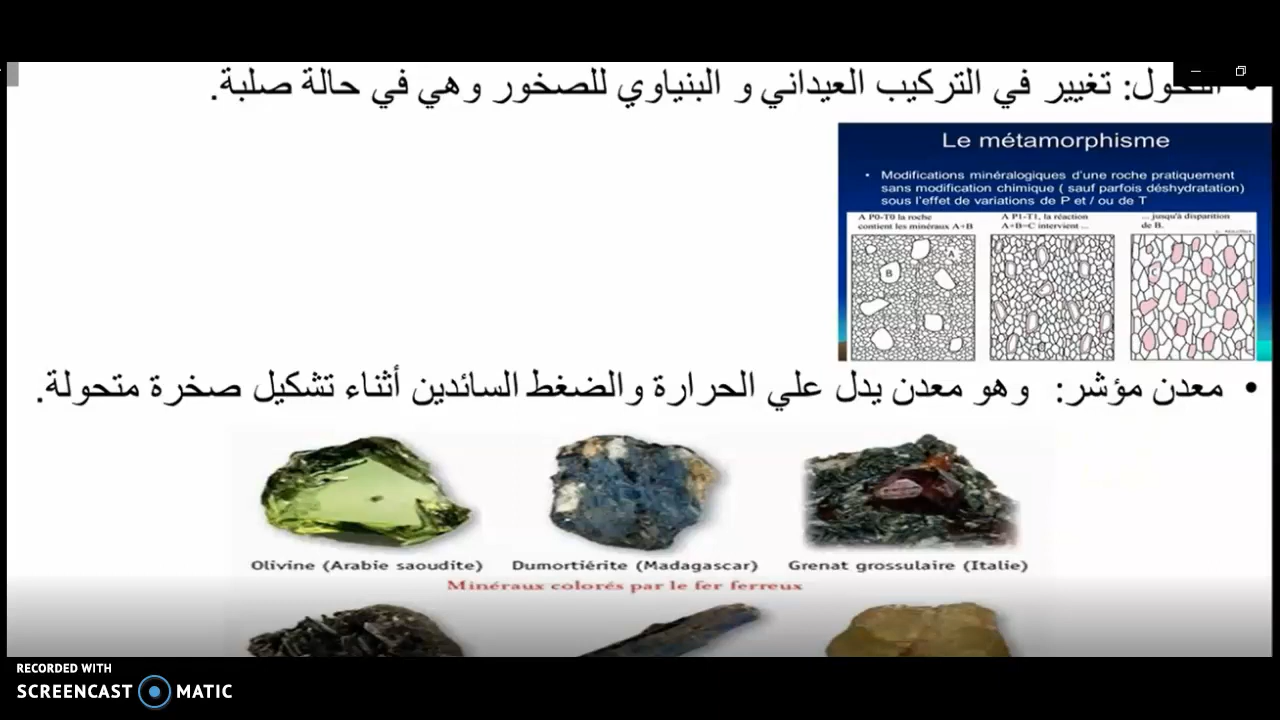 التحول: تغيير في التركيب العيداني و البنياوي للصخور وهي في حالة صلبة.
Le métamorphisme
• Modifications minéralogiques d'une roche pratiquement
sans modification chimique ( sauf parfois déshydratation)
sous l'effet de variations de P et / ou de T
A P0-T0 la roche
contient les minéraux A+B
A P1-T1, la réaction
A+B=C intervient ...
... jusqu'à disparition
de B.
A
B
• معدن مؤشر: وهو معدن يدل علي الحرارة والضغط السائدين أثناء تشكيل صخرة متحولة.
Olivine (Arabie saoudite)
Dumortiérite (Madagascar)
Grenat grossulaire (Italie)
Minéraux colorés par le fer ferreux
RECORDED WITH
SCREENCAST MATIC